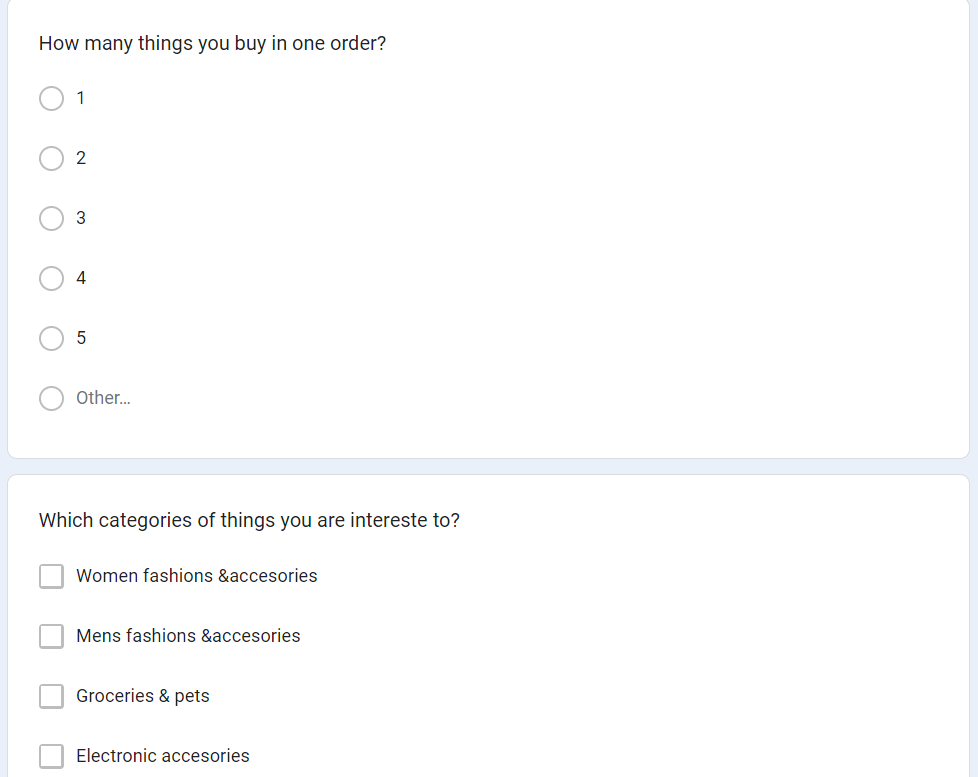 How many things you buy in one order?
1
2
3
4
5
Other...
Which categories of things you are intereste to?
Women fashions &accesories
Mens fashions &accesories
Groceries & pets
Electronic accesories